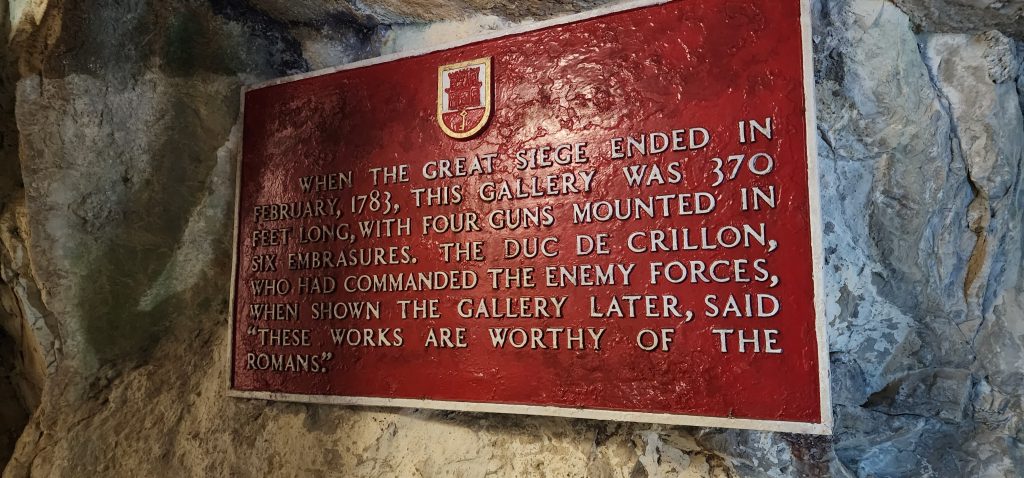 WHEN THE GREAT SIEGE ENDED IN
FEBRUARY, 1783, THIS GALLERY WAS 370
FEET LONG, WITH FOUR GUNS MOUNTED IN
SIX EMBRASURES. THE DUC DE CRILLON,
WHO HAD COMMANDED THE ENEMY FORCES,
WHEN SHOWN THE GALLERY LATER, SAID
"THESE WORKS ARE WORTHY OF THE
ROMANS."